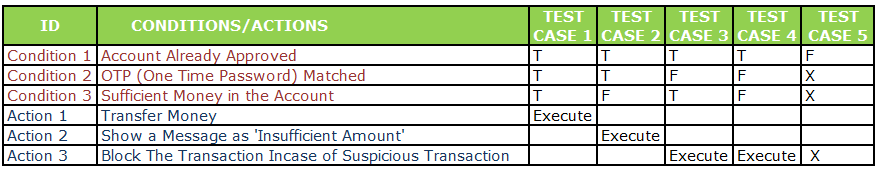 ID CONDITIONS/ACTIONS TEST CASE 1 TEST CASE 2 TEST CASE 3 TEST CASE 4 TEST CASE 5
Condition 1 Account Already Approved T T T T F
Condition 2 OTP (One Time Password) Matched T T F F X
Condition 3 Sufficient Money in the Account T F T F X
Action 1 Transfer Money Execute
Action 2 Show a Message as 'Insufficient Amount' Execute
Action 3 Block The Transaction Incase of Suspicious Transaction Execute Execute X